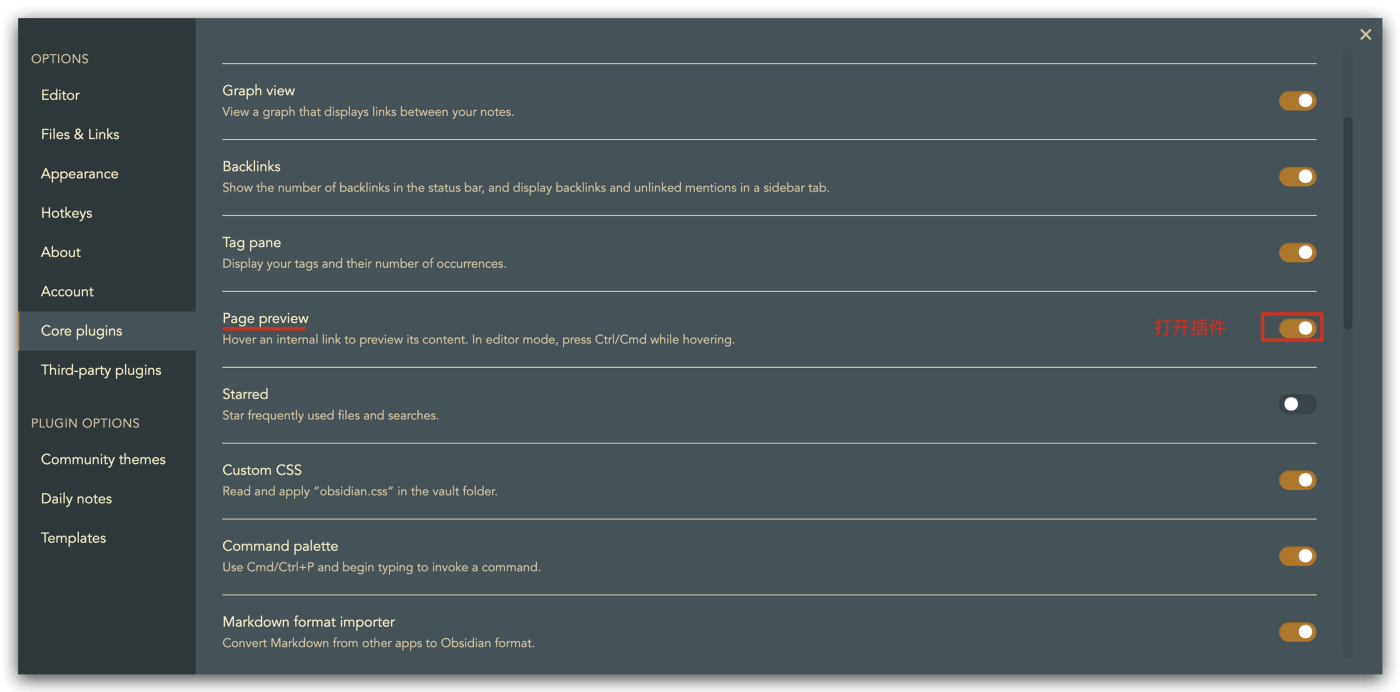 OPTIONS
Editor
Files & Links
Appearance
Hotkeys
About
Account
Core plugins
Third-party plugins
PLUGIN OPTIONS
Community themes
Daily notes
Templates
Graph view
View a graph that displays links between your notes.
Backlinks
Show the number of backlinks in the status bar, and display backlinks and unlinked mentions in a sidebar tab.
Tag pane
Display your tags and their number of occurrences.
Page preview
Hover an internal link to preview its content. In editor mode, press Ctrl/Cmd while hovering.
打开插件
Starred
Star frequently used files and searches.
Custom CSS
Read and apply “obsidian.css” in the vault folder.
Command palette
Use Cmd/Ctrl+P and begin typing to invoke a command.
Markdown format importer
Convert Markdown from other apps to Obsidian format.